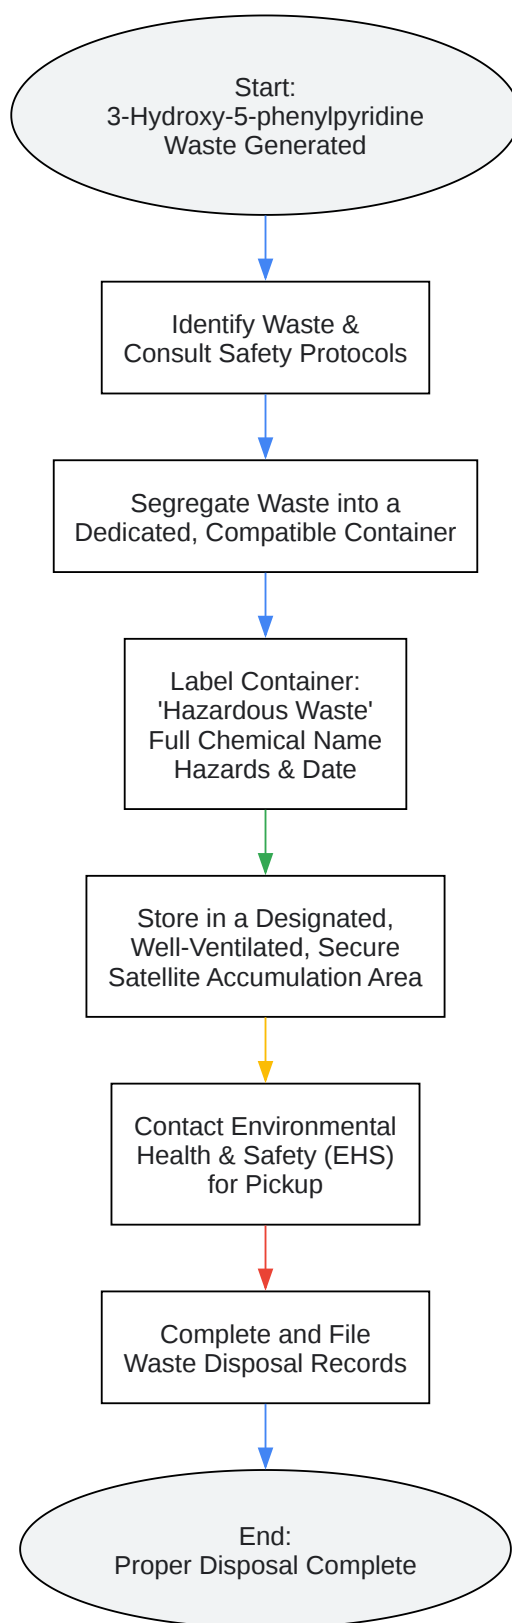 Start:
3-Hydroxy-5-phenylpyridine
Waste Generated
Identify Waste &
Consult Safety Protocols
Segregate Waste into a
Dedicated, Compatible Container
Label Container:
'Hazardous Waste'
Full Chemical Name
Hazards & Date
Store in a Designated,
Well-Ventilated, Secure
Satellite Accumulation Area
Contact Environmental
Health & Safety (EHS)
for Pickup
Complete and File
Waste Disposal Records
End:
Proper Disposal Complete